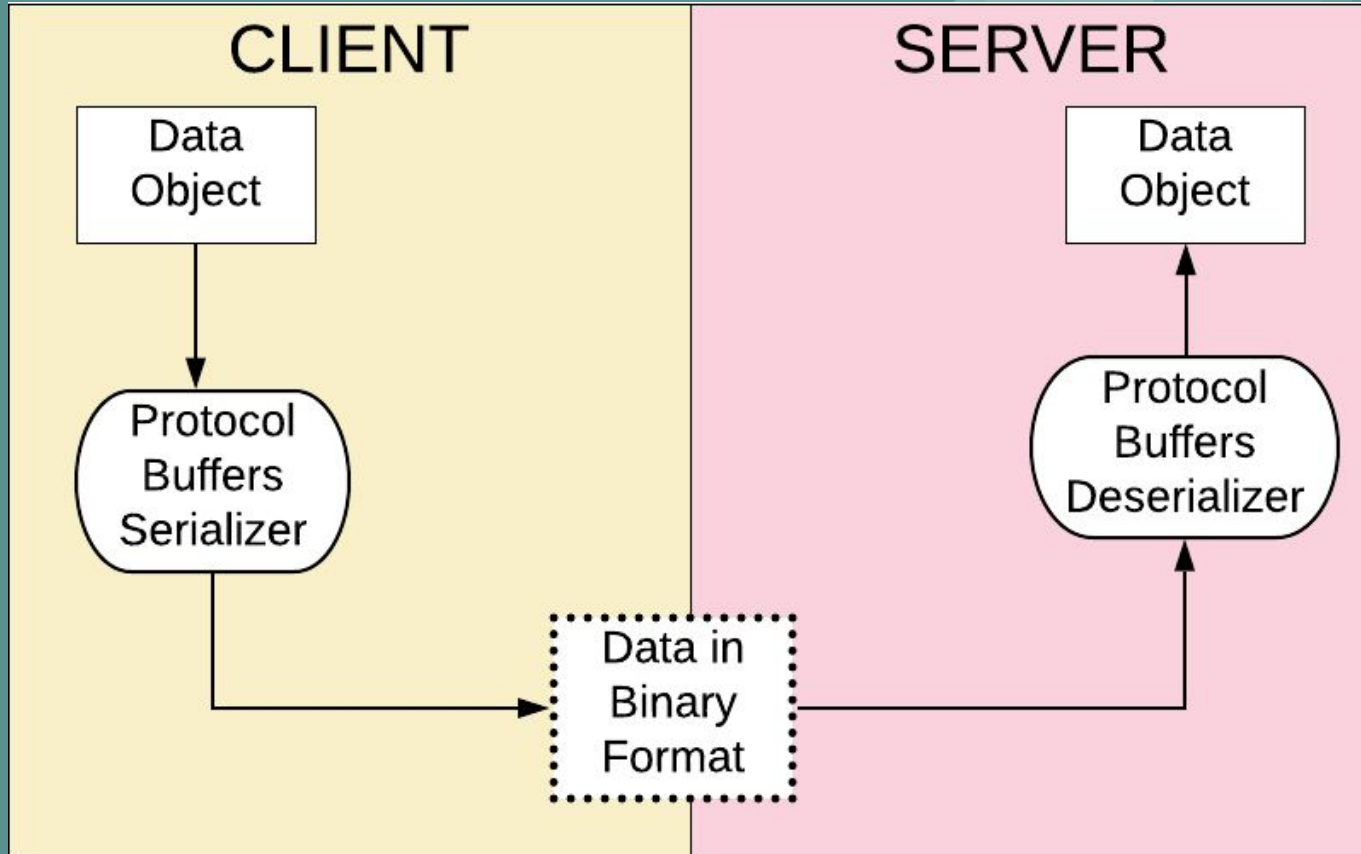 CLIENT
Data
Object
Protocol
Buffers
Serializer
Data in
Binary
Format
SERVER
Data
Object
Protocol
Buffers
Deserializer